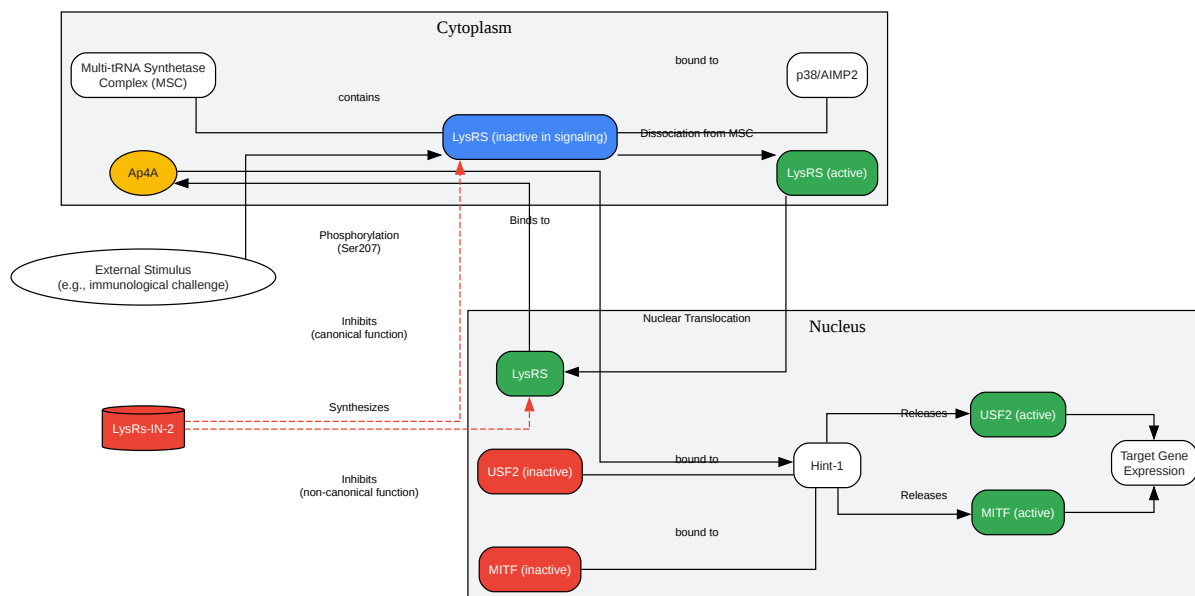 Cytoplasm
Multi-tRNA Synthetase
Complex (MSC)
bound to
p38/AIMP2
contains
LysRS (inactive in signaling)
Dissociation from MSC
Ap4A
LysRS (active)
Binds to
Phosphorylation
(Ser207)
External Stimulus
(e.g., immunological challenge)
Inhibits
(canonical function)
Nuclear Translocation
Nucleus
LysRS
Synthesizes
LysRs-IN-2
Releases
USF2 (active)
bound to
Hint-1
Target Gene
Expression
USF2 (inactive)
Inhibits
(non-canonical function)
Releases
MITF (active)
bound to
MITF (inactive)